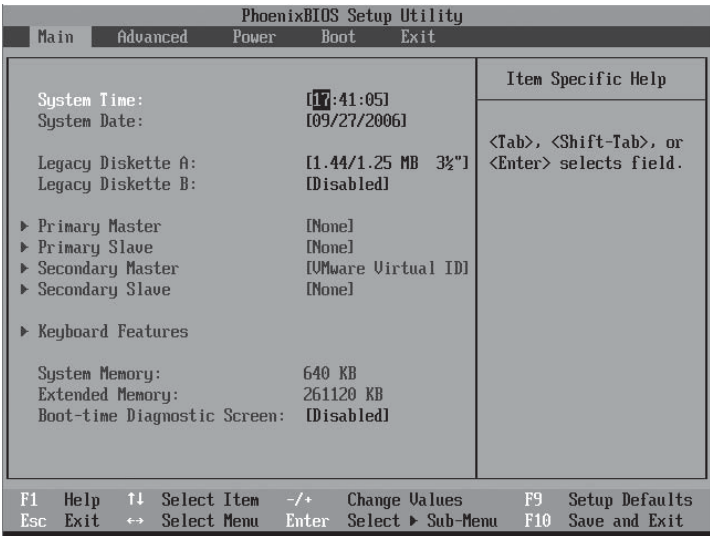 PhoenixBIOS Setup Utility
Main Advanced Power Boot Exit
Item Specific Help
System Time: [17:41:05]
System Date: [09/27/2006]
<Tab>, <Shift-Tab>, or
<Enter> selects field.
Legacy Diskette A: [1.44/1.25 MB 3½"]
Legacy Diskette B: [Disabled]
▶ Primary Master [None]
▶ Primary Slave [None]
▶ Secondary Master [VMware Virtual ID]
▶ Secondary Slave [None]
▶ Keyboard Features
System Memory: 640 KB
Extended Memory: 261120 KB
Boot-time Diagnostic Screen: [Disabled]
F1 Help ↑↓ Select Item -/+ Change Values F9 Setup Defaults
Esc Exit ↔ Select Menu Enter Select ▶ Sub-Menu F10 Save and Exit